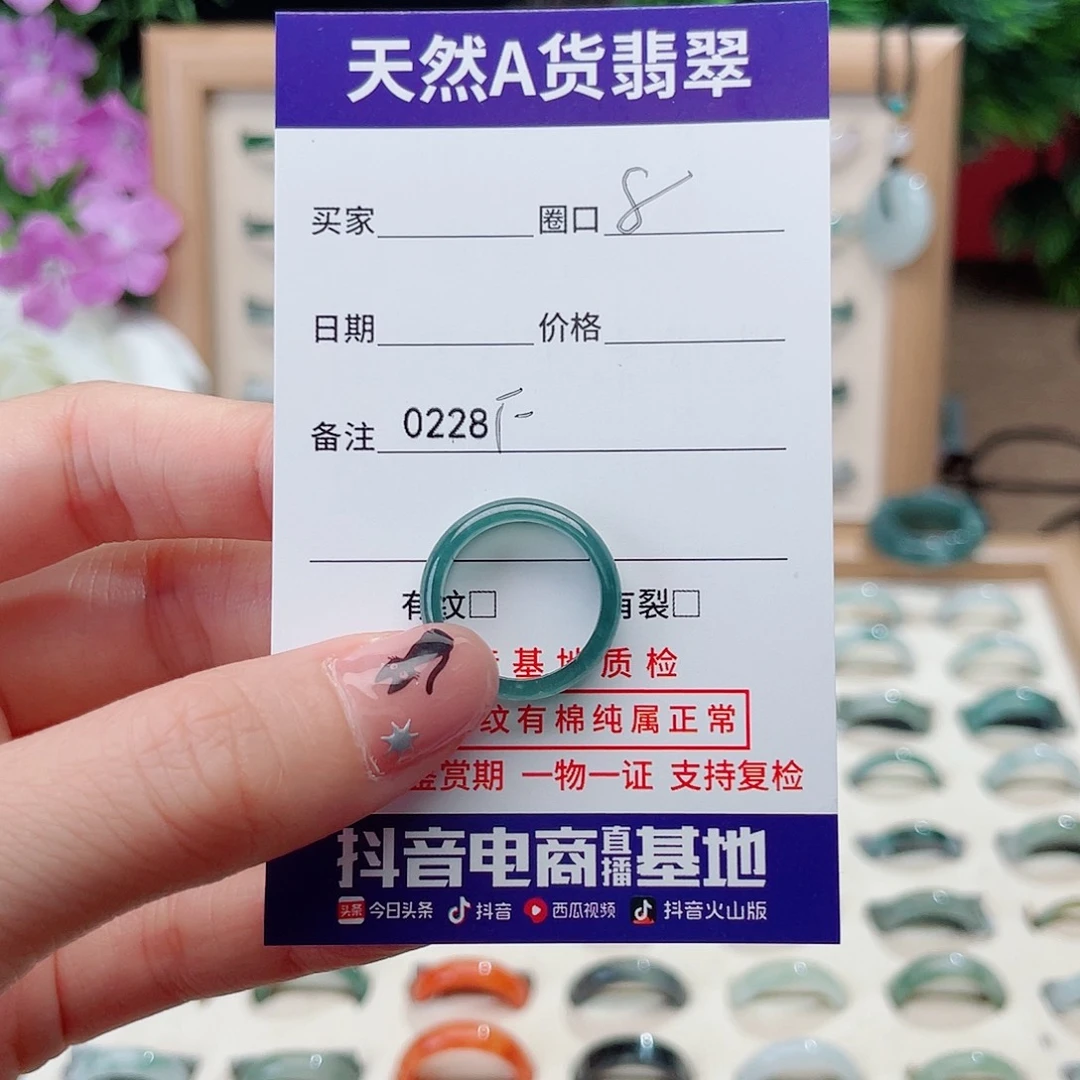 天然A货翡翠
买家 圈口 8
日期 价格
备注 0228
有纹□ 有裂□
基地质检
纹有棉纯属正常
鉴赏期 一物一证 支持复检
抖音电商直播基地
头条 今日头条 抖音 西瓜视频 抖音火山版